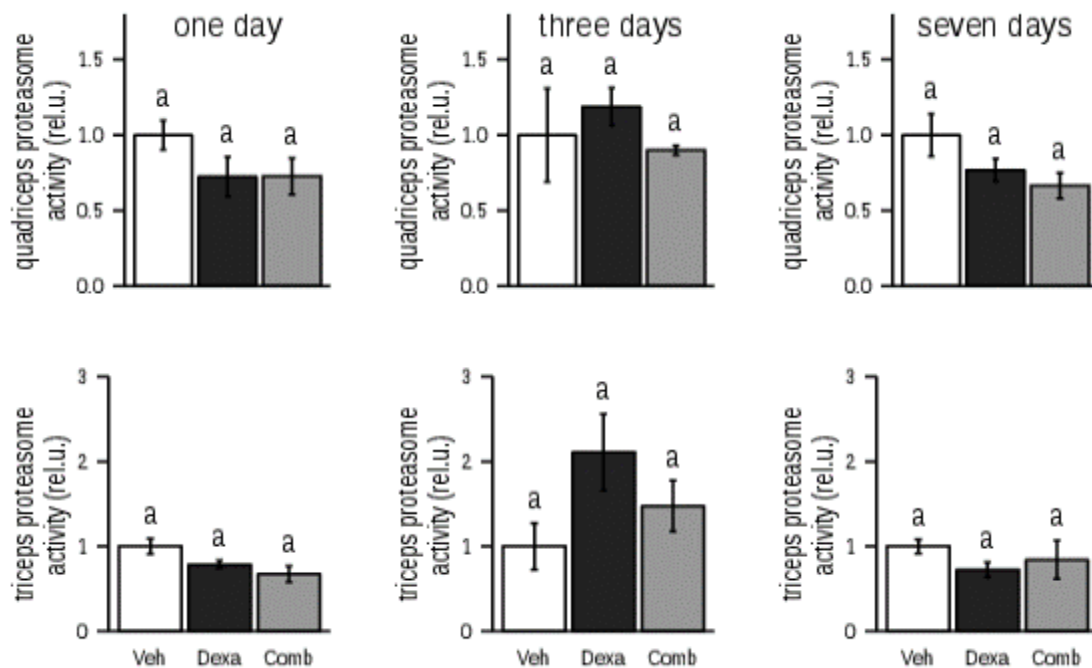 one day
three days
seven days
quadriceps proteasome
activity (rel.u.)
1.5
1.0
0.5
0.0
a
a
a
quadriceps proteasome
activity (rel.u.)
1.5
1.0
0.5
0.0
a
a
a
quadriceps proteasome
activity (rel.u.)
1.5
1.0
0.5
0.0
a
a
a
triceps proteasome
activity (rel.u.)
3
2
1
0
a
a
a
Veh Dexa Comb
triceps proteasome
activity (rel.u.)
3
2
1
0
a
a
a
Veh Dexa Comb
triceps proteasome
activity (rel.u.)
3
2
1
0
a
a
a
Veh Dexa Comb